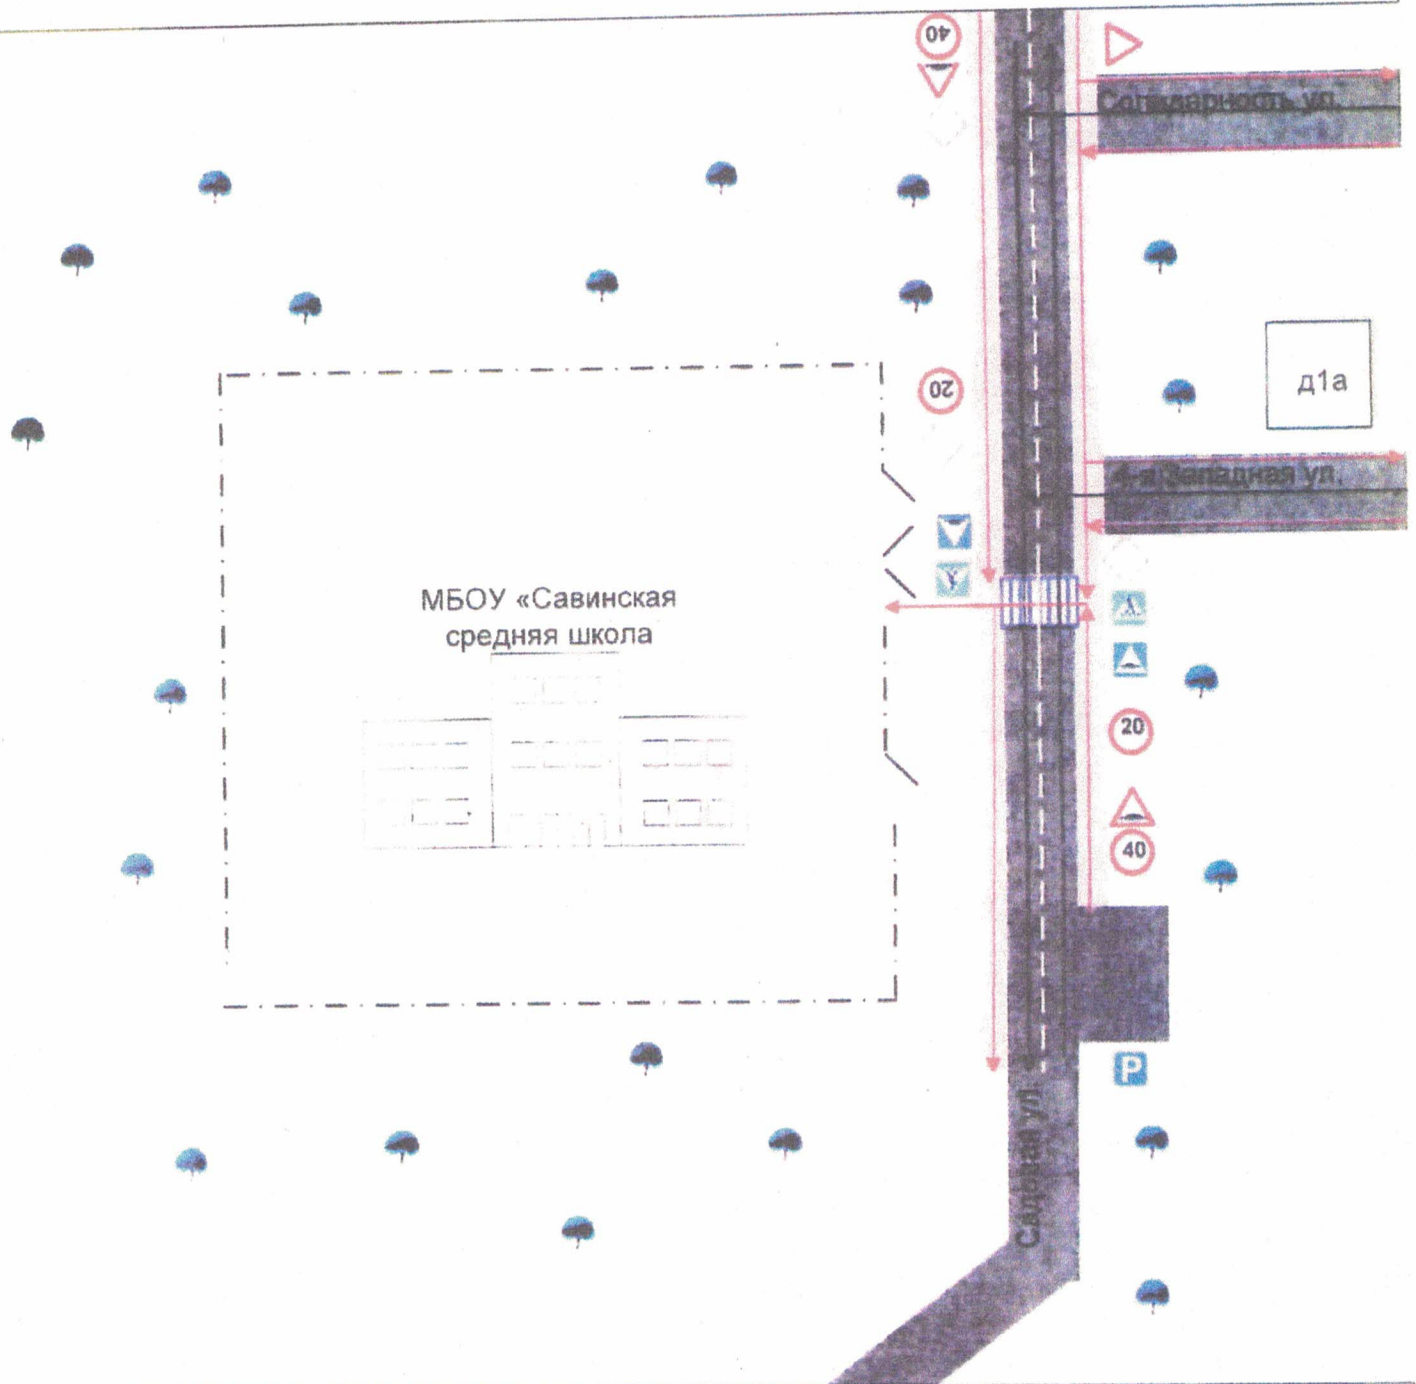 40
Солидарность ул.
20
д1а
4-я Западная ул.
МБОУ «Савинская
средняя школа
20
40
P
Садовая ул